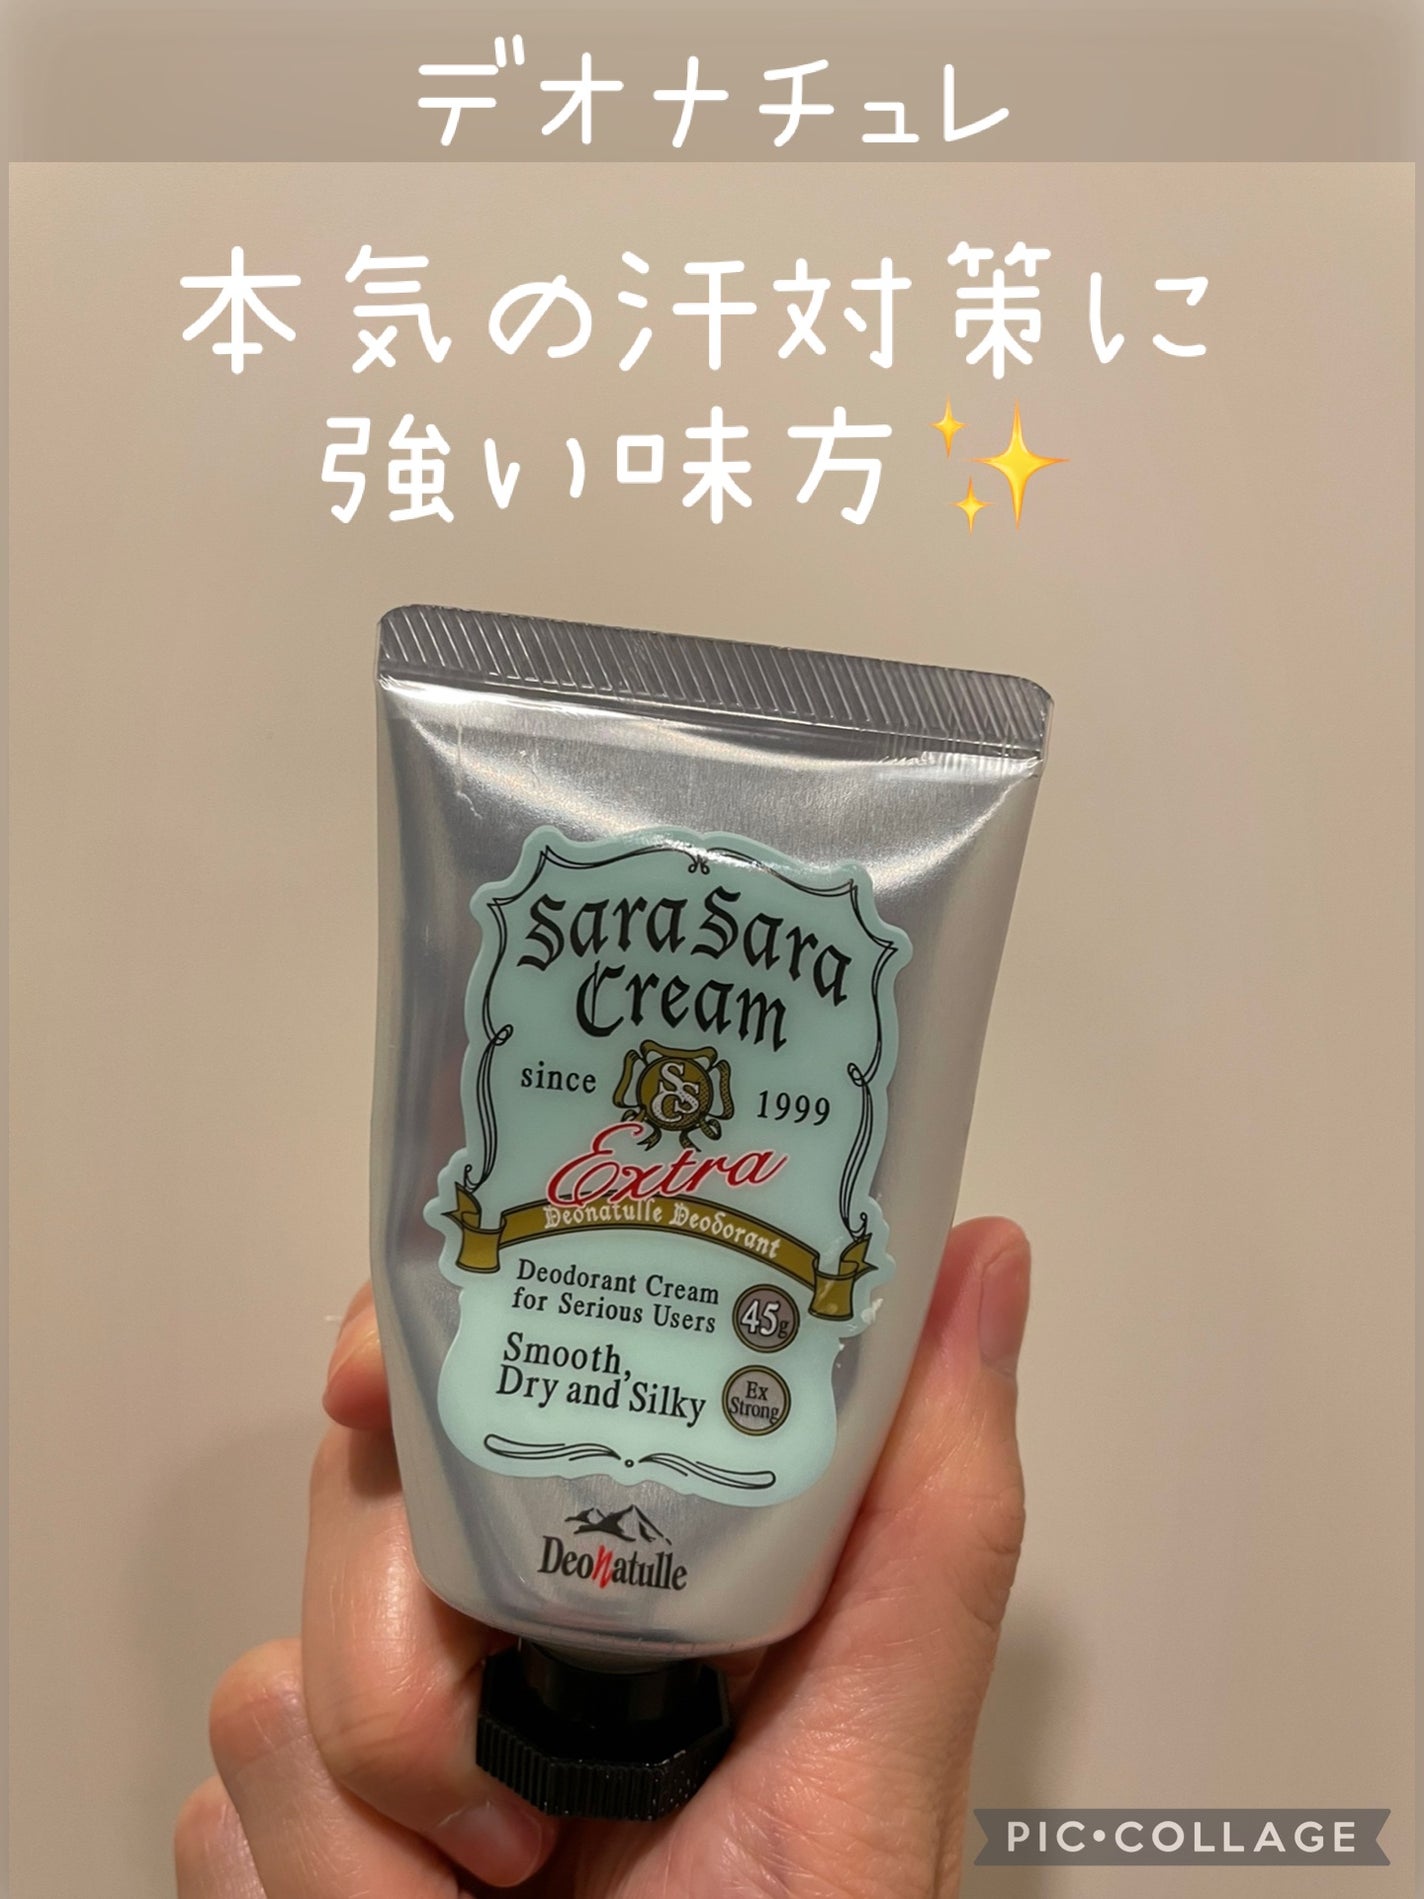 デオナチュレ
本気の汗対策に
強い味方✨
SaraSara
Cream
since 1999
SSC
Extra
Deonatulle Deodorant
Deodorant Cream
for Serious Users
45g
Smooth,
Dry and Silky
Ex
Strong
DeoNatulle
PIC•COLLAGE